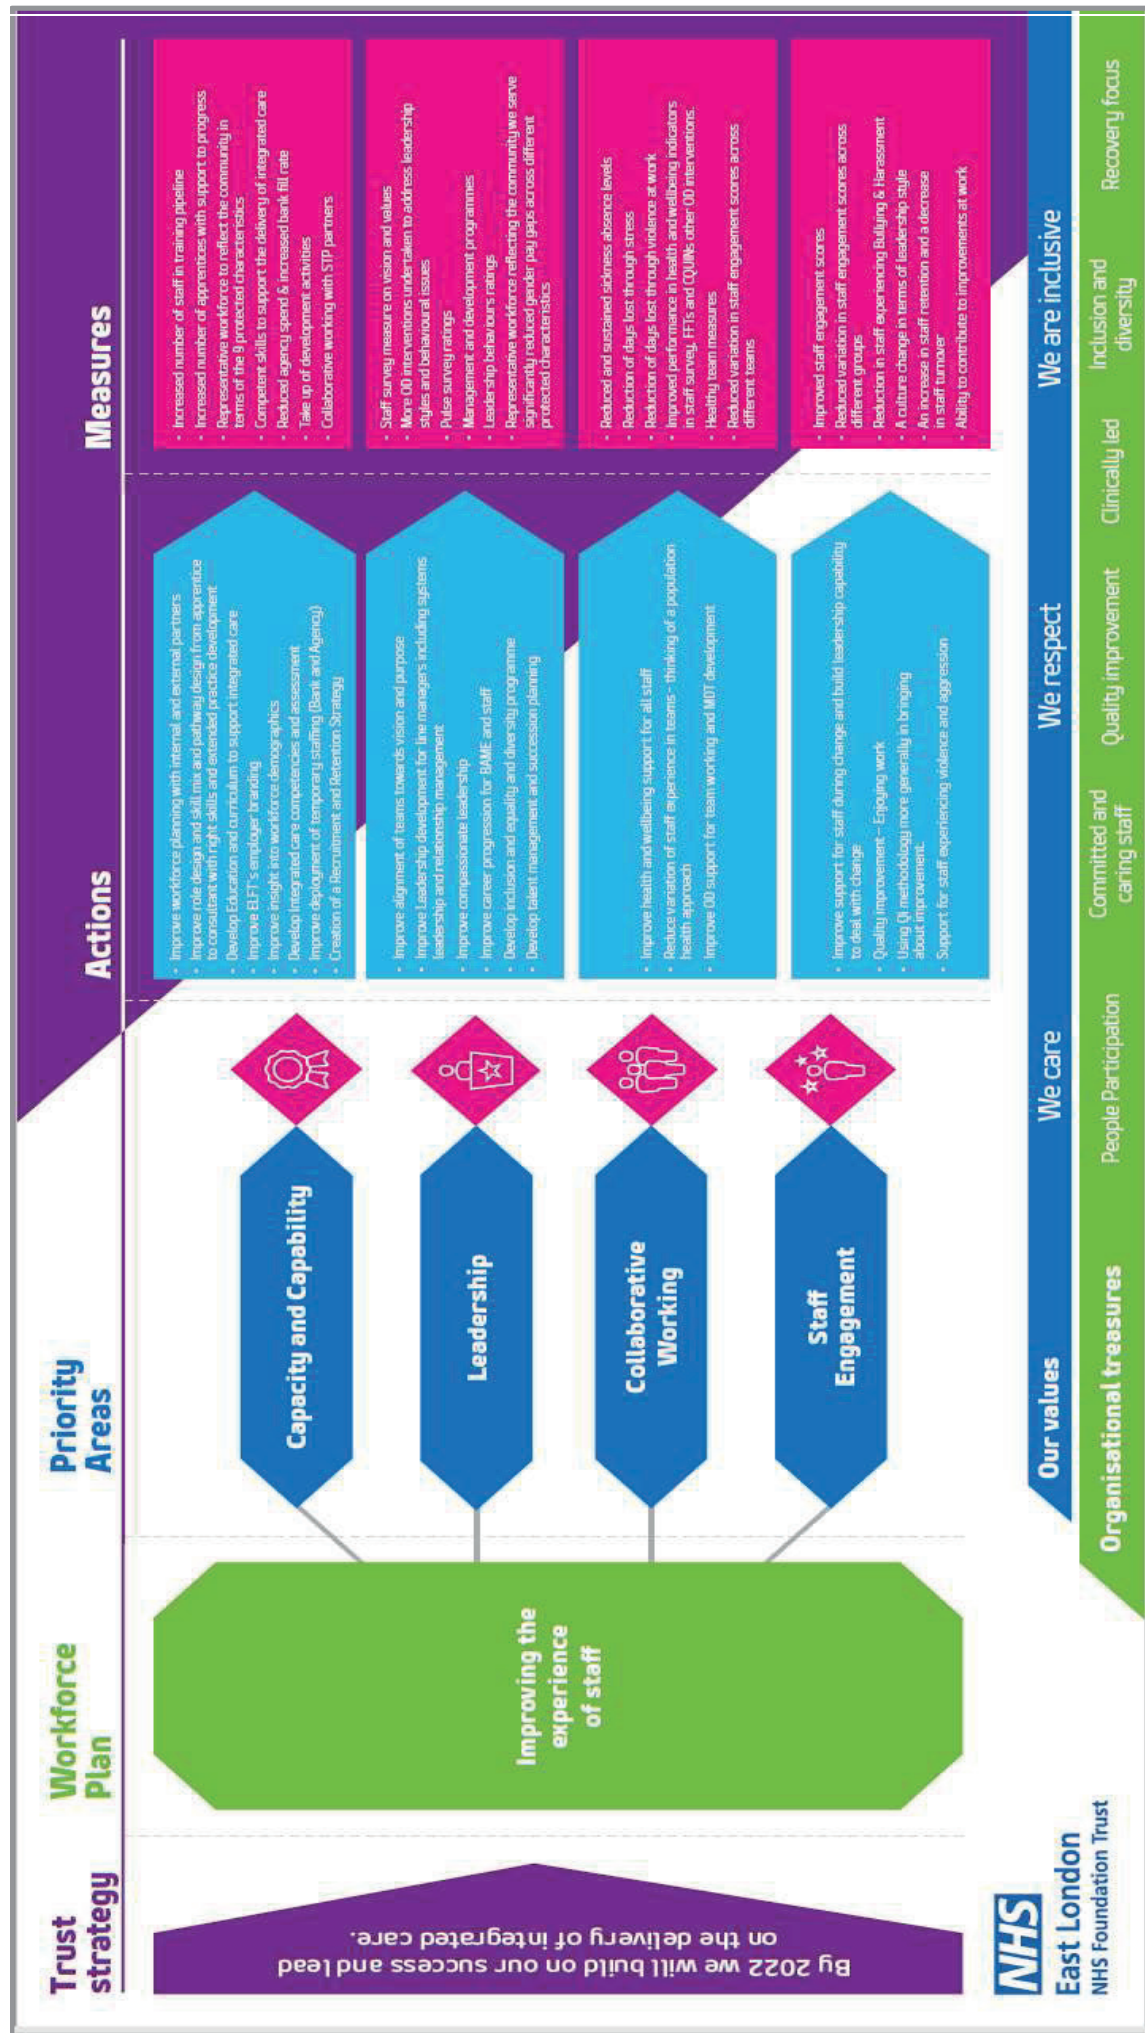 Trust
strategy
Workforce
Plan
Priority
Areas
Actions
Measures
By 2022 we will build on our success and lead
on the delivery of integrated care.
Improving the
experience
of staff
Capacity and Capability
• Improve workforce planning with internal and external partners
• Improve role design and skill mix and pathway design from apprentice
to consultant with right skills and extended practice development
• Develop Education and curriculum to support integrated care
• Improve ELFT's employer branding
• Improve insight into workforce demographics
• Develop Integrated care competencies and assessment
• Improve deployment of temporary staffing (Bank and Agency)
• Creation of a Recruitment and Retention Strategy
• Increased number of staff in training pipeline
• Increased number of apprentices with support to progress
• Representative workforce to reflect the community in
terms of the 9 protected characteristics
• Competent skills to support the delivery of integrated care
• Reduced agency spend & increased bank fill rate
• Take up of development activities
• Collaborative working with STP partners
Leadership
• Improve alignment of teams towards vision and purpose
• Improve Leadership development for line managers including systems
leadership and relationship management
• Improve compassionate leadership
• Improve career progression for BAME and staff
• Develop inclusion and equality and diversity programme
• Develop talent management and succession planning
• Staff survey measure on vision and values
• More OD interventions undertaken to address leadership
styles and behavioural issues
• Pulse survey ratings
• Management and development programmes
• Leadership behaviours ratings
• Representative workforce reflecting the community we serve
significantly reduced gender pay gaps across different
protected characteristics
Collaborative
Working
• Improve health and wellbeing support for all staff
• Reduce variation of staff experience in teams – thinking of a population
health approach
• Improve OD support for team working and MDT development
• Reduced and sustained sickness absence levels
• Reduction of days lost through stress
• Reduction of days lost through violence at work
• Improved performance in health and wellbeing indicators
in staff survey, FFTs and CQUINs other OD interventions.
• Healthy team measures
• Reduced variation in staff engagement scores across
different teams
Staff
Engagement
• Improve support for staff during change and build leadership capability
to deal with change
• Quality improvement – Enjoying work
• Using Qi methodology more generally in bringing
about improvement.
• Support for staff experiencing violence and aggression
• Improved staff engagement scores
• Reduced variation in staff engagement scores across
different groups
• Reduction in staff experiencing Bullying & Harassment
• A culture change in terms of leadership style
• An increase in staff retention and a decrease
in staff turnover
• Ability to contribute to improvements at work
NHS
East London
NHS Foundation Trust
Our values
We care
We respect
We are inclusive
Organisational treasures
People Participation
Committed and
caring staff
Quality improvement
Clinically led
Inclusion and
diversity
Recovery focus